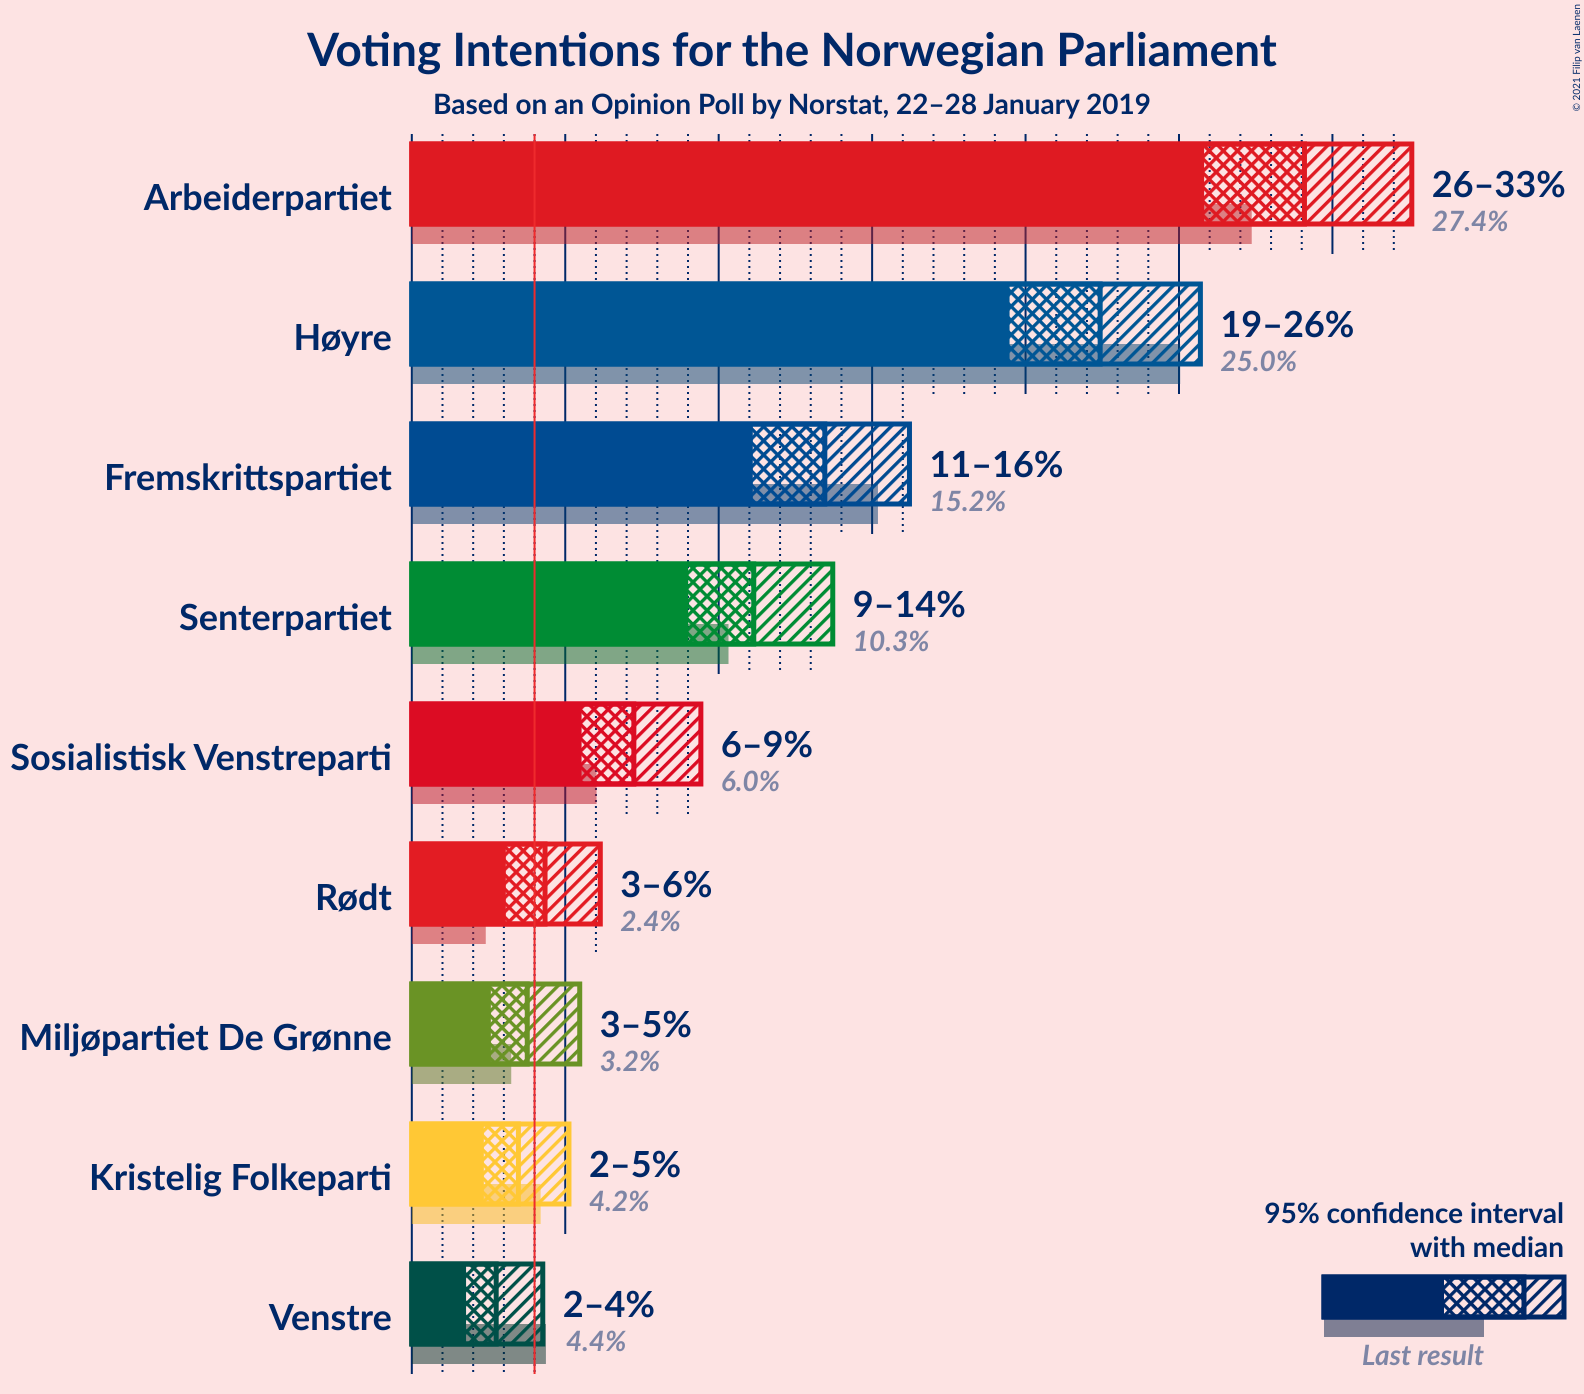 Voting Intentions for the Norwegian Parliament
Based on an Opinion Poll by Norstat, 22–28 January 2019
© 2021 Filip van Laenen
Arbeiderpartiet
26–33%
27.4%
Høyre
19–26%
25.0%
Fremskrittspartiet
11–16%
15.2%
Senterpartiet
9–14%
10.3%
Sosialistisk Venstreparti
6–9%
6.0%
Rødt
3–6%
2.4%
Miljøpartiet De Grønne
3–5%
3.2%
Kristelig Folkeparti
2–5%
4.2%
Venstre
2–4%
4.4%
95% confidence interval
with median
Last result